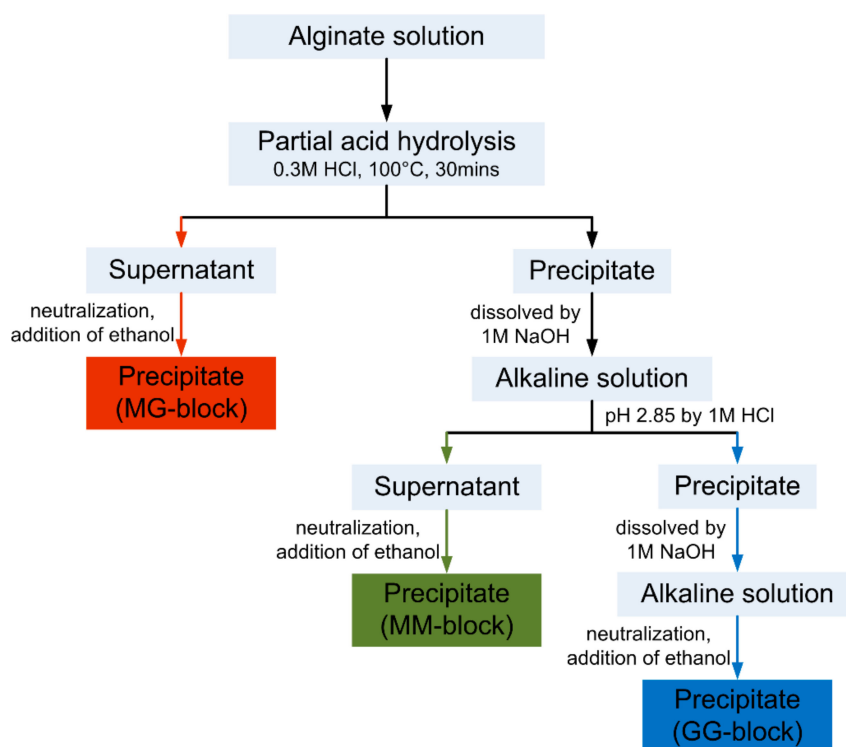 Alginate solution
Partial acid hydrolysis
0.3M HCl, 100°C, 30mins
Supernatant
Precipitate
neutralization,
addition of ethanol
dissolved by
1M NaOH
Precipitate
(MG-block)
Alkaline solution
pH 2.85 by 1M HCl
Supernatant
Precipitate
neutralization,
addition of ethanol
dissolved by
1M NaOH
Precipitate
(MM-block)
Alkaline solution
neutralization,
addition of ethanol
Precipitate
(GG-block)